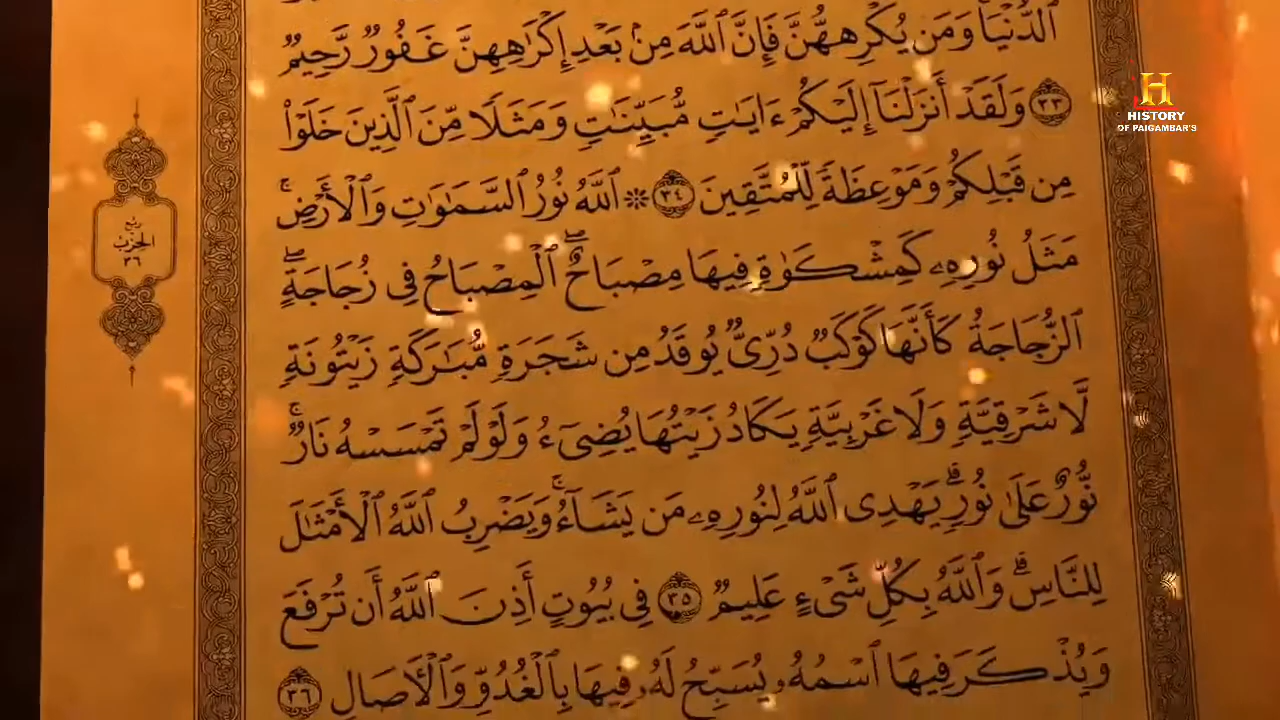 ٱلدُّنْيَا ۚ وَمَن يُكْرِههُّنَّ فَإِنَّ ٱللَّهَ مِنۢ بَعْدِ إِكْرَٰهِهِنَّ غَفُورٌ رَّحِيمٌ
٣٣ وَلَقَدْ أَنزَلْنَآ إِلَيْكُمْ ءَايَٰتٍ مُّبَيِّنَٰتٍ وَمَثَلًا مِّنَ ٱلَّذِينَ خَلَوْا۟
مِن قَبْلِكُمْ وَمَوْعِظَةً لِّلْمُتَّقِينَ ٣٤ ۞ ٱللَّهُ نُورُ ٱلسَّمَٰوَٰتِ وَٱلْأَرْضِ ۚ
مَثَلُ نُورِهِۦ كَمِشْكَوٰةٍ فِيهَا مِصْبَاحٌ ۖ ٱلْمِصْبَاحُ فِى زُجَاجَةٍ ۖ
ٱلزُّجَاجَةُ كَأَنَّهَا كَوْكَبٌ دُرِّىٌّ يُوقَدُ مِن شَجَرَةٍ مُّبَٰرَكَةٍ زَيْتُونَةٍ
لَّا شَرْقِيَّةٍ وَلَا غَرْبِيَّةٍ يَكَادُ زَيْتُهَا يُضِىٓءُ وَلَوْ لَمْ تَمْسَسْهُ نَارٌ ۚ
نُّورٌ عَلَىٰ نُورٍ ۗ يَهْدِى ٱللَّهُ لِنُورِهِۦ مَن يَشَآءُ ۚ وَيَضْرِبُ ٱللَّهُ ٱلْأَمْثَٰلَ
لِلنَّاسِ ۗ وَٱللَّهُ بِكُلِّ شَىْءٍ عَلِيمٌ ٣٥ فِى بُيُوتٍ أَذِنَ ٱللَّهُ أَن تُرْفَعَ
وَيُذْكَرَ فِيهَا ٱسْمُهُۥ يُسَبِّحُ لَهُۥ فِيهَا بِٱلْغُدُوِّ وَٱلْءَاصَالِ ٣٦
ربع
الحزب
٣٦
H
HISTORY
OF PAIGAMBAR'S